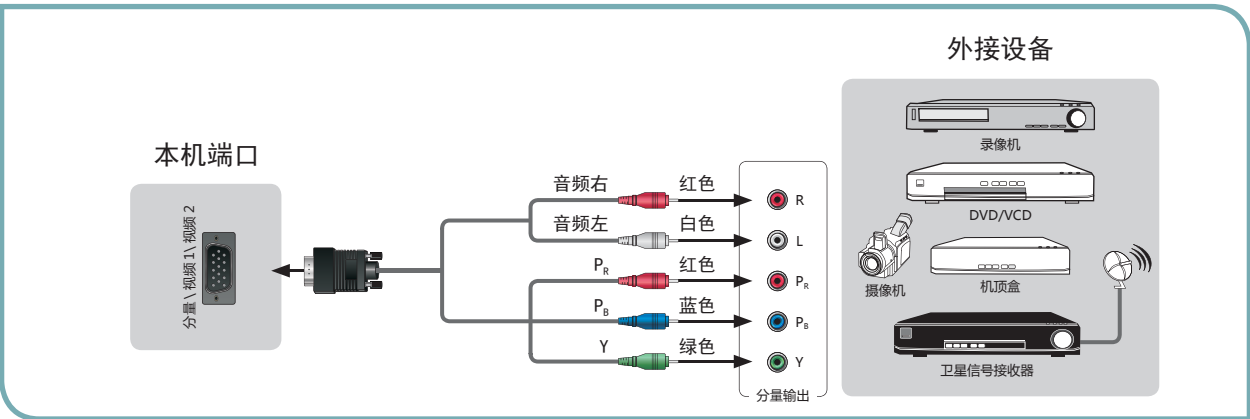 外接设备
本机端口
分量 \ 视频 1 \ 视频 2
音频右
红色
R
音频左
白色
L
PR
红色
PR
PB
蓝色
PB
Y
绿色
Y
分量输出
录像机
DVD/VCD
摄像机
机顶盒
卫星信号接收器